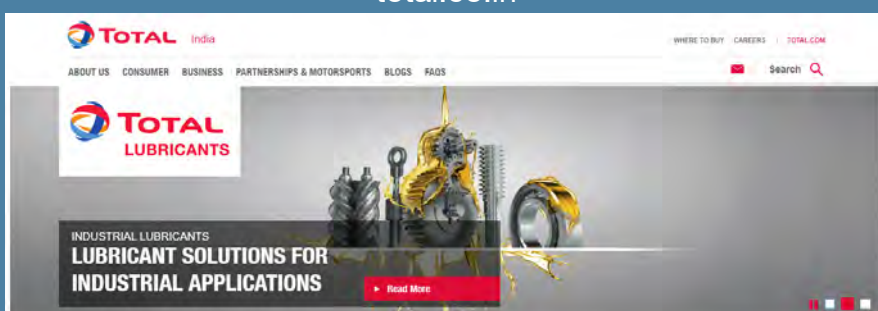 TOTAL India
WHERE TO BUY CAREERS | TOTAL.COM
ABOUT US CONSUMER BUSINESS PARTNERSHIPS & MOTORSPORTS BLOGS FAQS
Search
TOTAL
LUBRICANTS
INDUSTRIAL LUBRICANTS
LUBRICANT SOLUTIONS FOR
INDUSTRIAL APPLICATIONS
Read More